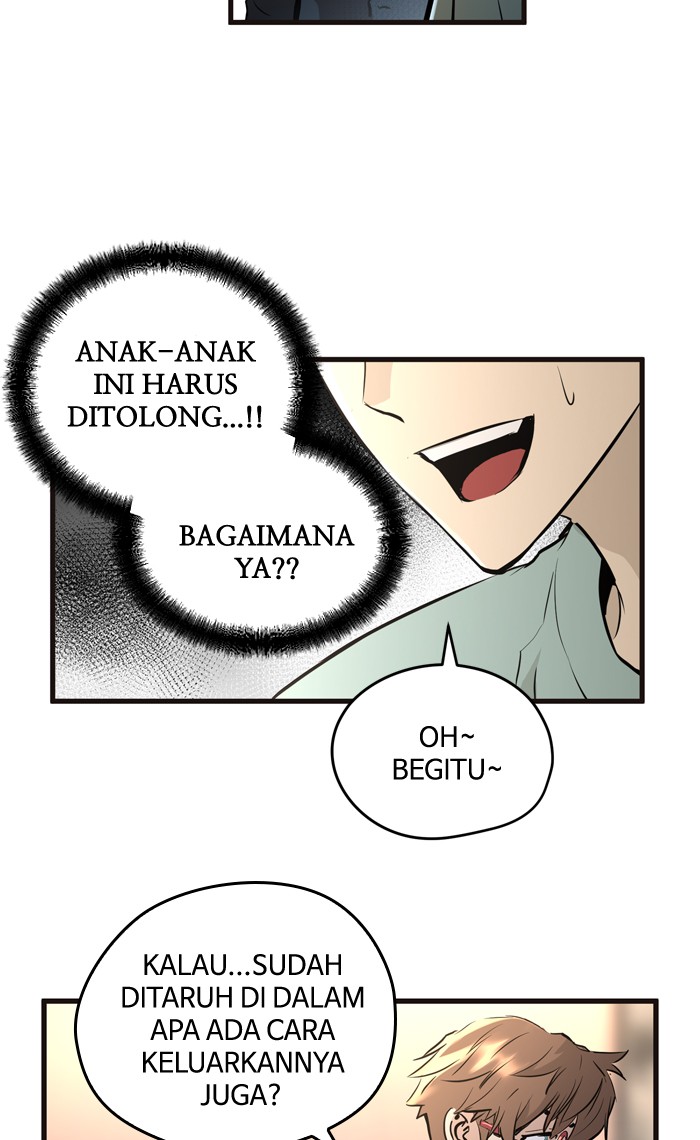 ANAK-ANAK
INI HARUS
DITOLONG...!!
BAGAIMANA
YA??
OH~
BEGITU~
KALAU...SUDAH
DITARUH DI DALAM
APA ADA CARA
KELUARKANNYA
JUGA?